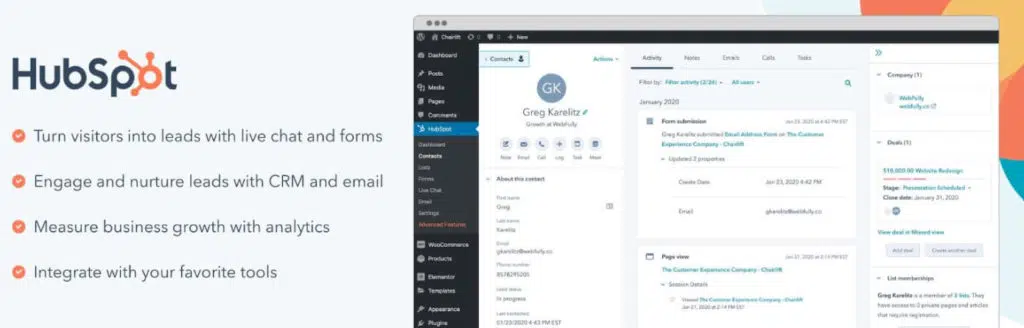 HubSpot
Turn visitors into leads with live chat and forms
Engage and nurture leads with CRM and email
Measure business growth with analytics
Integrate with your favorite tools
Chairlift
0
0
+ New
Dashboard
Posts
Media
Pages
Comments
HubSpot
Dashboard
Contacts
Lists
Forms
Live Chat
Email
Settings
Advanced Features
WooCommerce
Products
Elementor
Templates
Appearance
Plugins
Contacts
Actions
GK
Greg Karelitz
Growth at WebFully
Note Email Call Log Task Meet
About this contact
First name
Greg
Last name
Karelitz
Email
gkarelitz@webfully.co
Phone number
8578295205
Lead status
In progress
Last contacted
01/23/2020 4:43 PM EST
Activity Notes Emails Calls Tasks
Filter by: Filter activity (2/24) All users
January 2020
Form submission
Jan 23, 2020 at 4:42 PM EST
Greg Karelitz submitted Email Address Form on The Customer
Experience Company - Chairlift
Updated 2 properties
Create Date Jan 23, 2020 4:42 PM
Email gkarelitz@webfully.co
Page view
Jan 21, 2020 at 2:14 PM EST
The Customer Experience Company - Chairlift
Session Details
Viewed The Customer Experience Company - Chairlift
Jan 21, 2020 at 2:14 PM EST
Company (1)
WebFully
webfully.co
Deals (1)
$10,000.00 Website Redesign
Stage: Presentation Scheduled
Close date: January 31, 2020
View deal in filtered view
Add deal
Create another deal
List memberships
Greg Karelitz is a member of 2 lists. They
have access to 0 private pages and articles
that require registration.